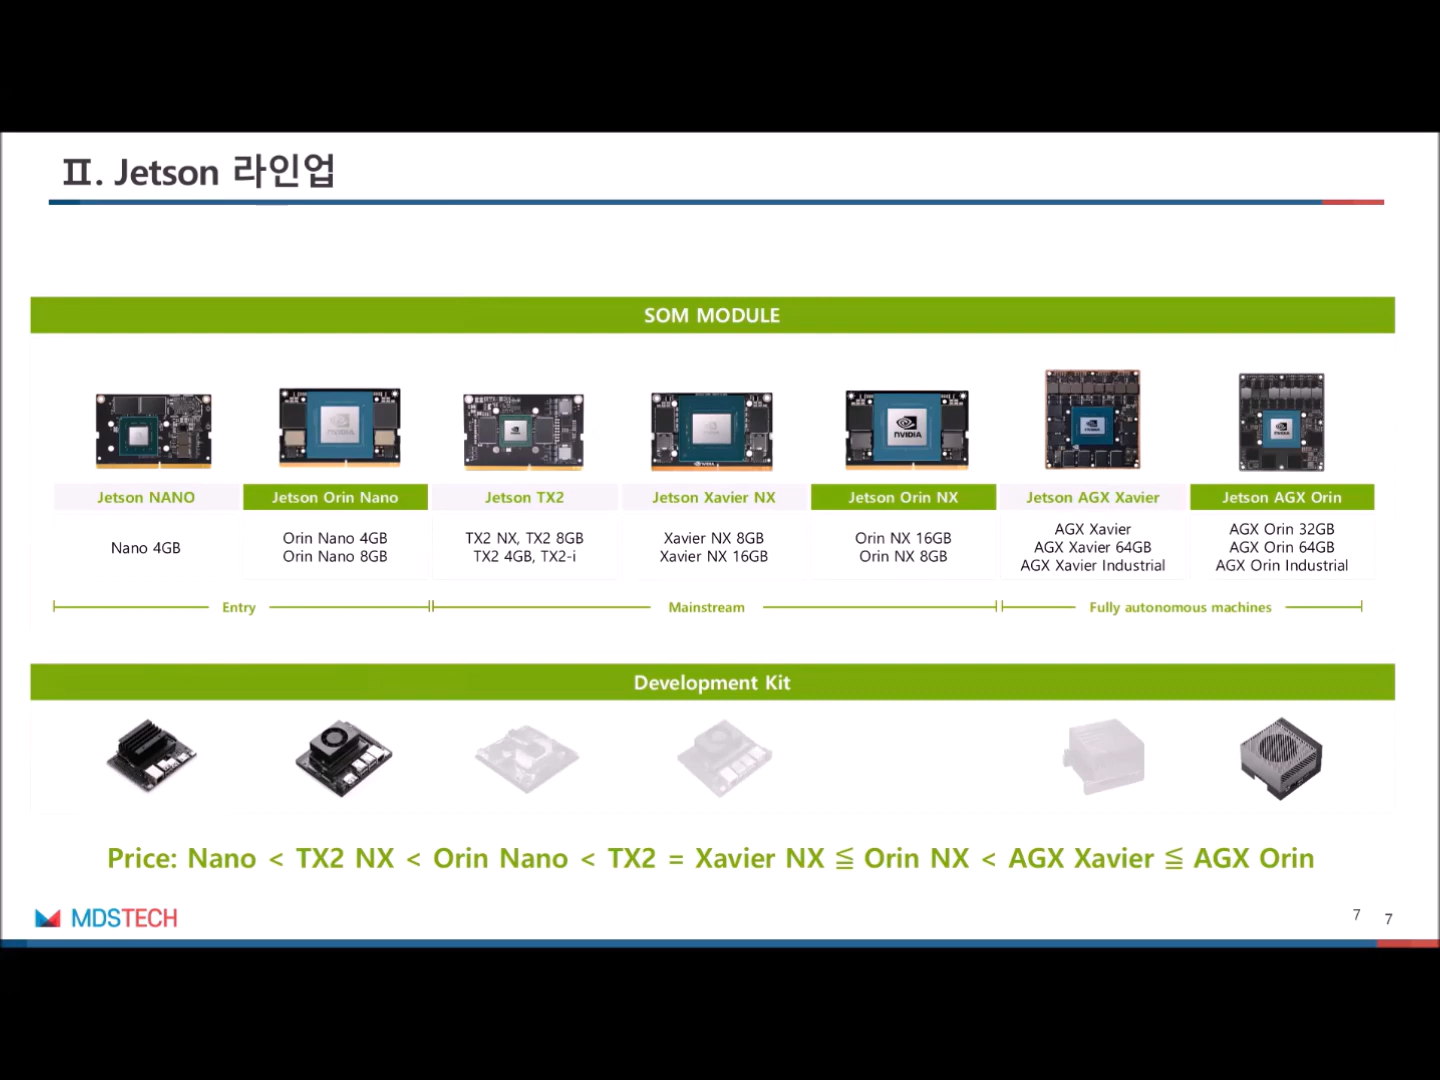 Ⅱ. Jetson 라인업
SOM MODULE
NVIDIA
NVIDIA
Jetson NANO
Jetson Orin Nano
Jetson TX2
Jetson Xavier NX
Jetson Orin NX
Jetson AGX Xavier
Jetson AGX Orin
Nano 4GB
Orin Nano 4GB
Orin Nano 8GB
TX2 NX, TX2 8GB
TX2 4GB, TX2-i
Xavier NX 8GB
Xavier NX 16GB
Orin NX 16GB
Orin NX 8GB
AGX Xavier
AGX Xavier 64GB
AGX Xavier Industrial
AGX Orin 32GB
AGX Orin 64GB
AGX Orin Industrial
Entry
Mainstream
Fully autonomous machines
Development Kit
Price: Nano < TX2 NX < Orin Nano < TX2 = Xavier NX ≦ Orin NX < AGX Xavier ≦ AGX Orin
MDSTECH
7
7